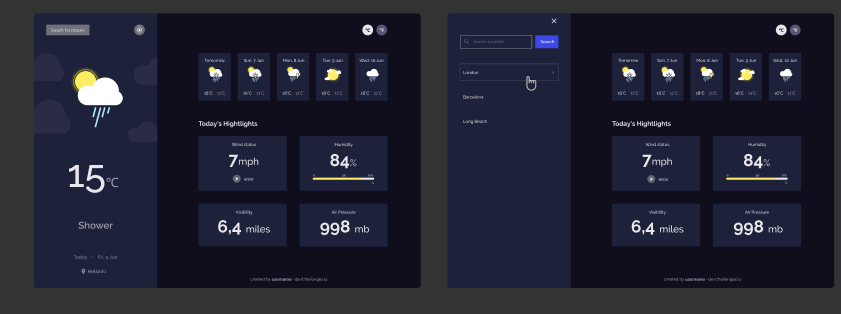 Search for places
°C
°F
Tomorrow
Sun, 7 Jun
Mon, 8 Jun
Tue, 9 Jun
Wed, 10 Jun
16°C 11°C
16°C 11°C
16°C 11°C
16°C 11°C
16°C 11°C
Today's Hightlights
Wind status
7mph
WSW
Humidity
84%
0 50 100
%
Visibility
6,4 miles
Air Pressure
998 mb
15°C
Shower
Today • Fri, 5 Jun
Helsinki
created by username - devChallenges.io
×
search location
Search
London
Barcelona
Long Beach
°C
°F
Tomorrow
Sun, 7 Jun
Mon, 8 Jun
Tue, 9 Jun
Wed, 10 Jun
16°C 11°C
16°C 11°C
16°C 11°C
16°C 11°C
16°C 11°C
Today's Hightlights
Wind status
7mph
WSW
Humidity
84%
0 50 100
%
Visibility
6,4 miles
Air Pressure
998 mb
created by username - devChallenges.io